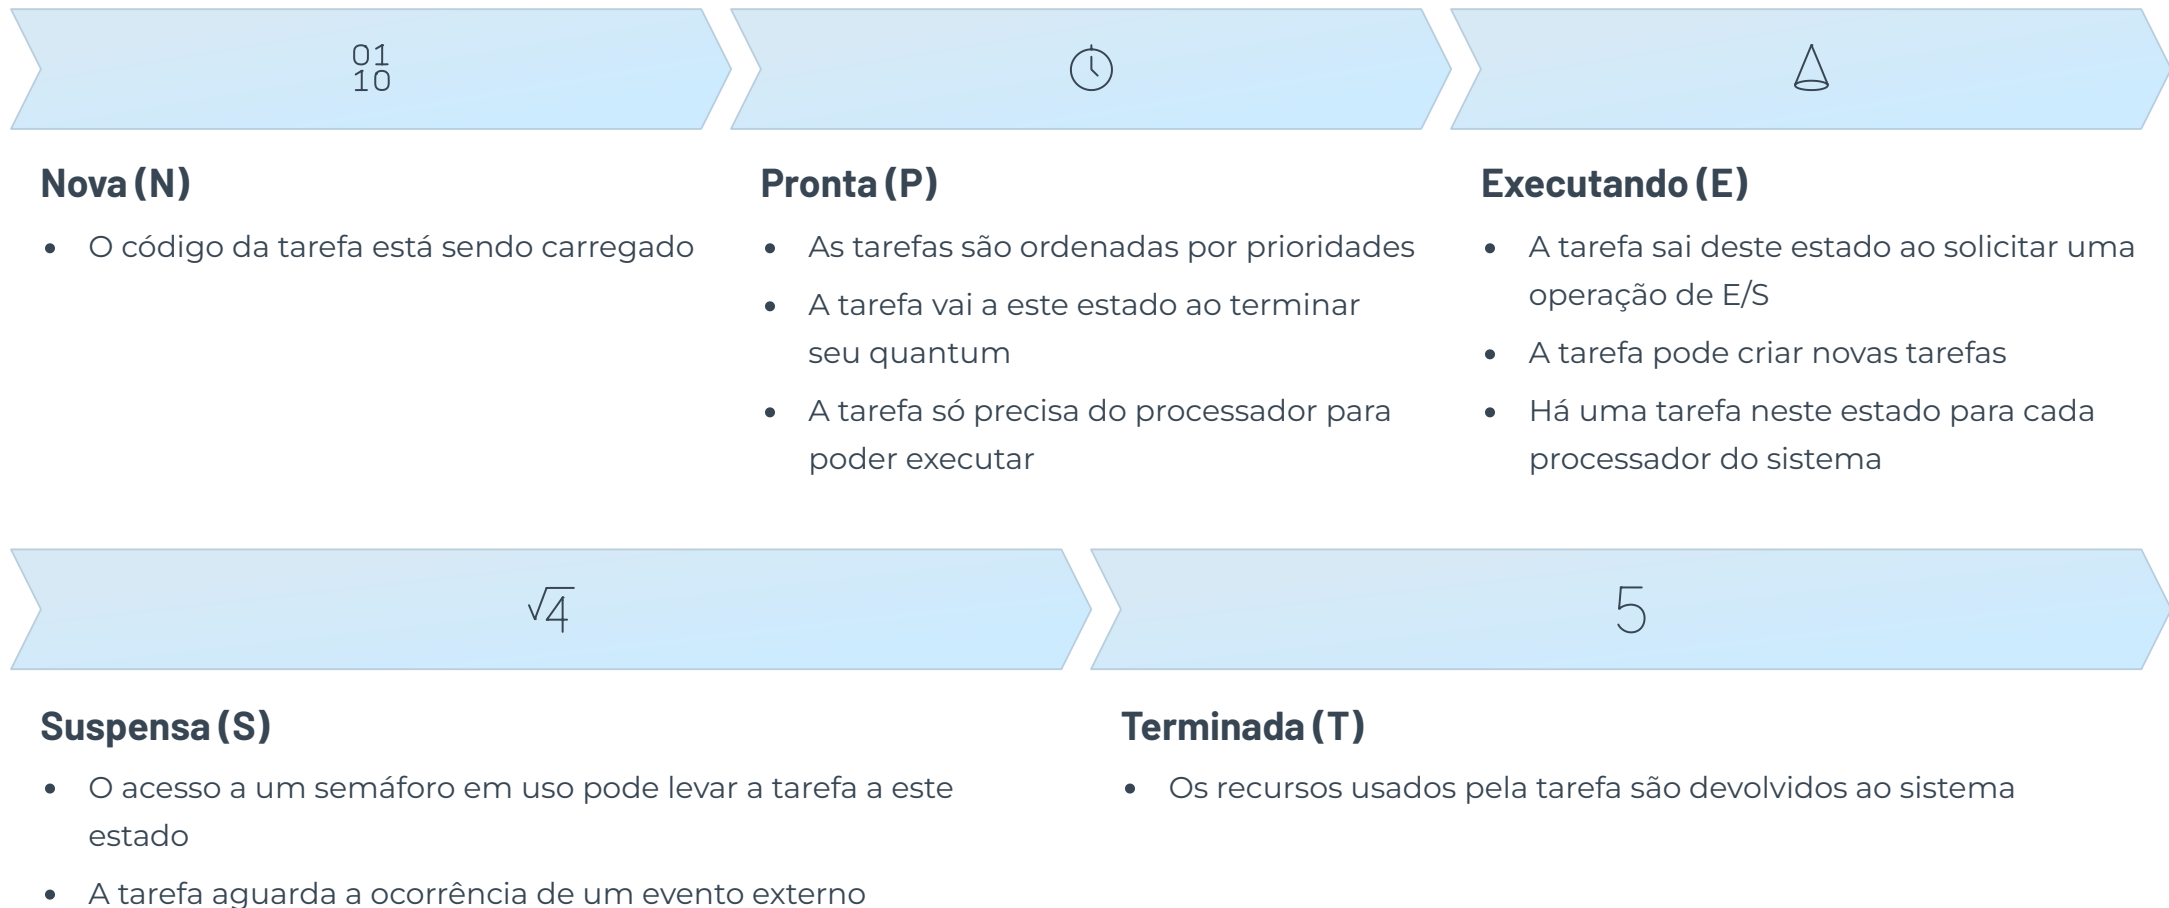 01
10
Nova (N)
• O código da tarefa está sendo carregado
Pronta (P)
• As tarefas são ordenadas por prioridades
• A tarefa vai a este estado ao terminar
seu quantum
• A tarefa só precisa do processador para
poder executar
Executando (E)
• A tarefa sai deste estado ao solicitar uma
operação de E/S
• A tarefa pode criar novas tarefas
• Há uma tarefa neste estado para cada
processador do sistema
√4
Suspensa (S)
• O acesso a um semáforo em uso pode levar a tarefa a este
estado
• A tarefa aguarda a ocorrência de um evento externo
5
Terminada (T)
• Os recursos usados pela tarefa são devolvidos ao sistema